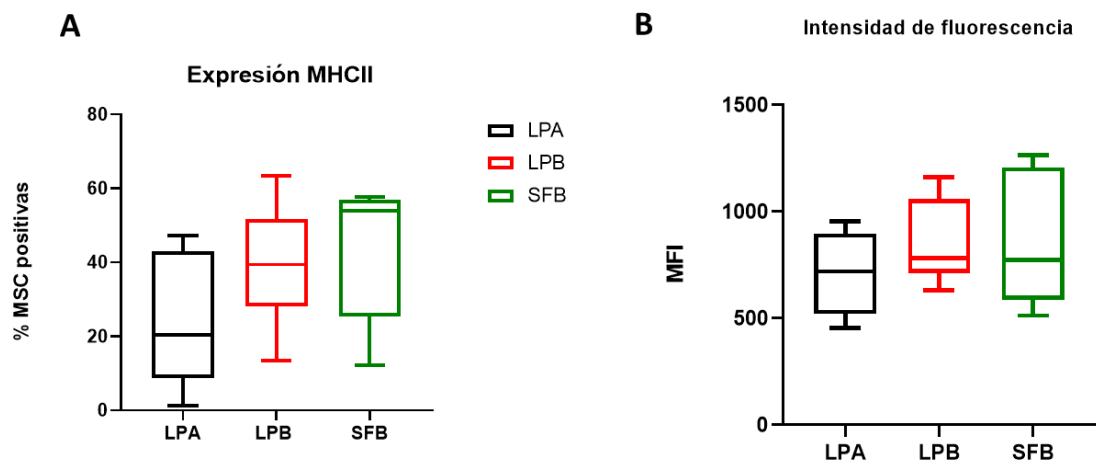 A
Expresión MHCII
% MSC positivas
80
60
40
20
0
LPA
LPB
SFB
LPA
LPB
SFB
B
Intensidad de fluorescencia
MFI
1500
1000
500
0
LPA
LPB
SFB